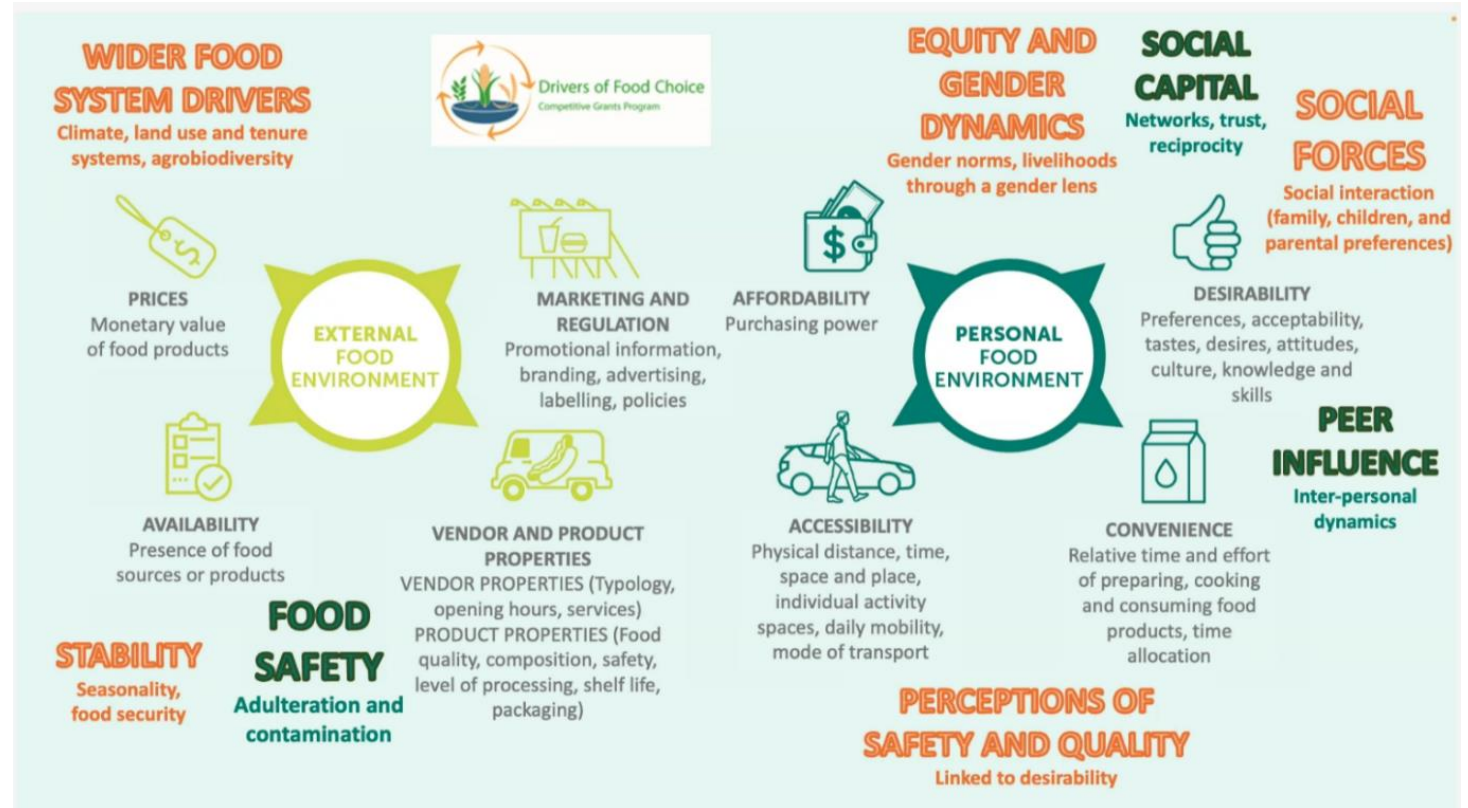 WIDER FOOD
SYSTEM DRIVERS
Climate, land use and tenure
systems, agrobiodiversity
Drivers of Food Choice
Competitive Grants Program
EQUITY AND
GENDER
DYNAMICS
Gender norms, livelihoods
through a gender lens
SOCIAL
CAPITAL
Networks, trust,
reciprocity
SOCIAL
FORCES
Social interaction
(family, children, and
parental preferences)
PRICES
Monetary value
of food products
EXTERNAL
FOOD
ENVIRONMENT
MARKETING AND
REGULATION
Promotional information,
branding, advertising,
labelling, policies
$
AFFORDABILITY
Purchasing power
PERSONAL
FOOD
ENVIRONMENT
DESIRABILITY
Preferences, acceptability,
tastes, desires, attitudes,
culture, knowledge and
skills
AVAILABILITY
Presence of food
sources or products
VENDOR AND PRODUCT
PROPERTIES
VENDOR PROPERTIES (Typology,
opening hours, services)
PRODUCT PROPERTIES (Food
quality, composition, safety,
level of processing, shelf life,
packaging)
ACCESSIBILITY
Physical distance, time,
space and place,
individual activity
spaces, daily mobility,
mode of transport
CONVENIENCE
Relative time and effort
of preparing, cooking
and consuming food
products, time
allocation
PEER
INFLUENCE
Inter-personal
dynamics
STABILITY
Seasonality,
food security
FOOD
SAFETY
Adulteration and
contamination
PERCEPTIONS OF
SAFETY AND QUALITY
Linked to desirability